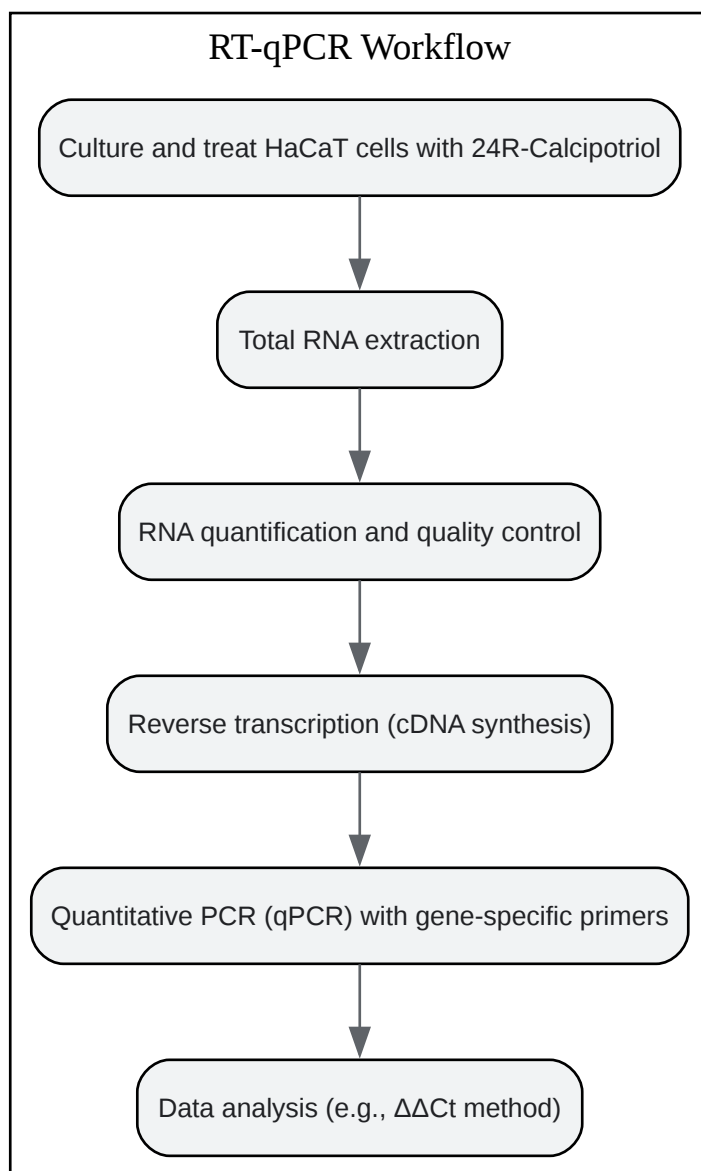 RT-qPCR Workflow
Culture and treat HaCaT cells with 24R-Calcipotriol
Total RNA extraction
RNA quantification and quality control
Reverse transcription (cDNA synthesis)
Quantitative PCR (qPCR) with gene-specific primers
Data analysis (e.g., ΔΔCt method)